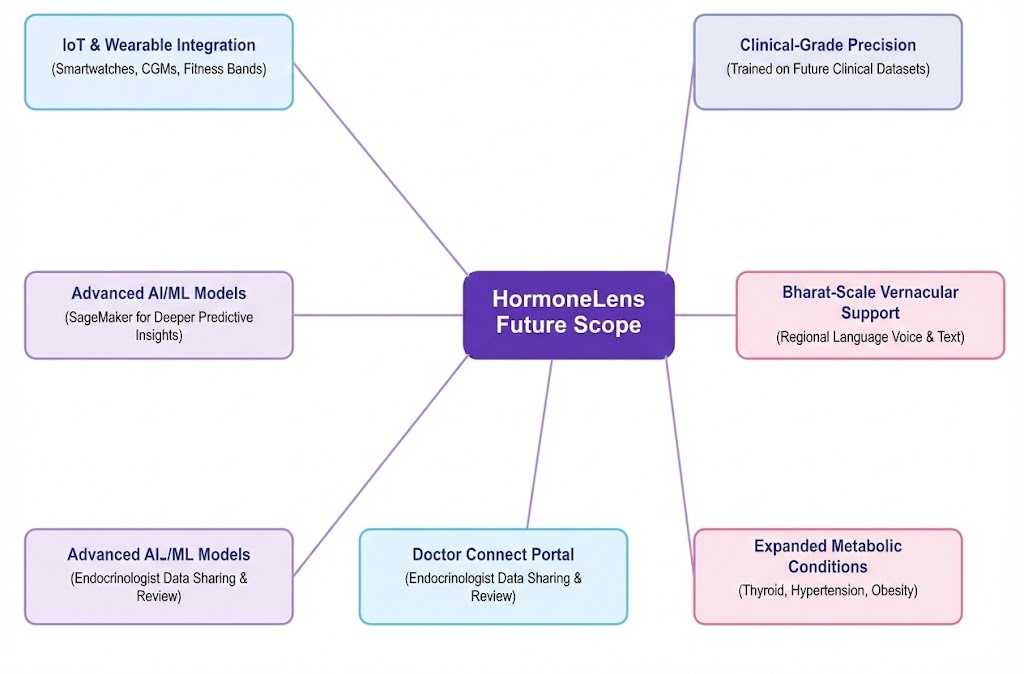 IoT & Wearable Integration
(Smartwatches, CGMs, Fitness Bands)
Clinical-Grade Precision
(Trained on Future Clinical Datasets)
Advanced AI/ML Models
(SageMaker for Deeper Predictive
Insights)
HormoneLens
Future Scope
Bharat-Scale Vernacular
Support
(Regional Language Voice & Text)
Advanced AI../ML Models
(Endocrinologist Data Sharing &
Review)
Doctor Connect Portal
(Endocrinologist Data Sharing &
Review)
Expanded Metabolic
Conditions
(Thyroid, Hypertension, Obesity)